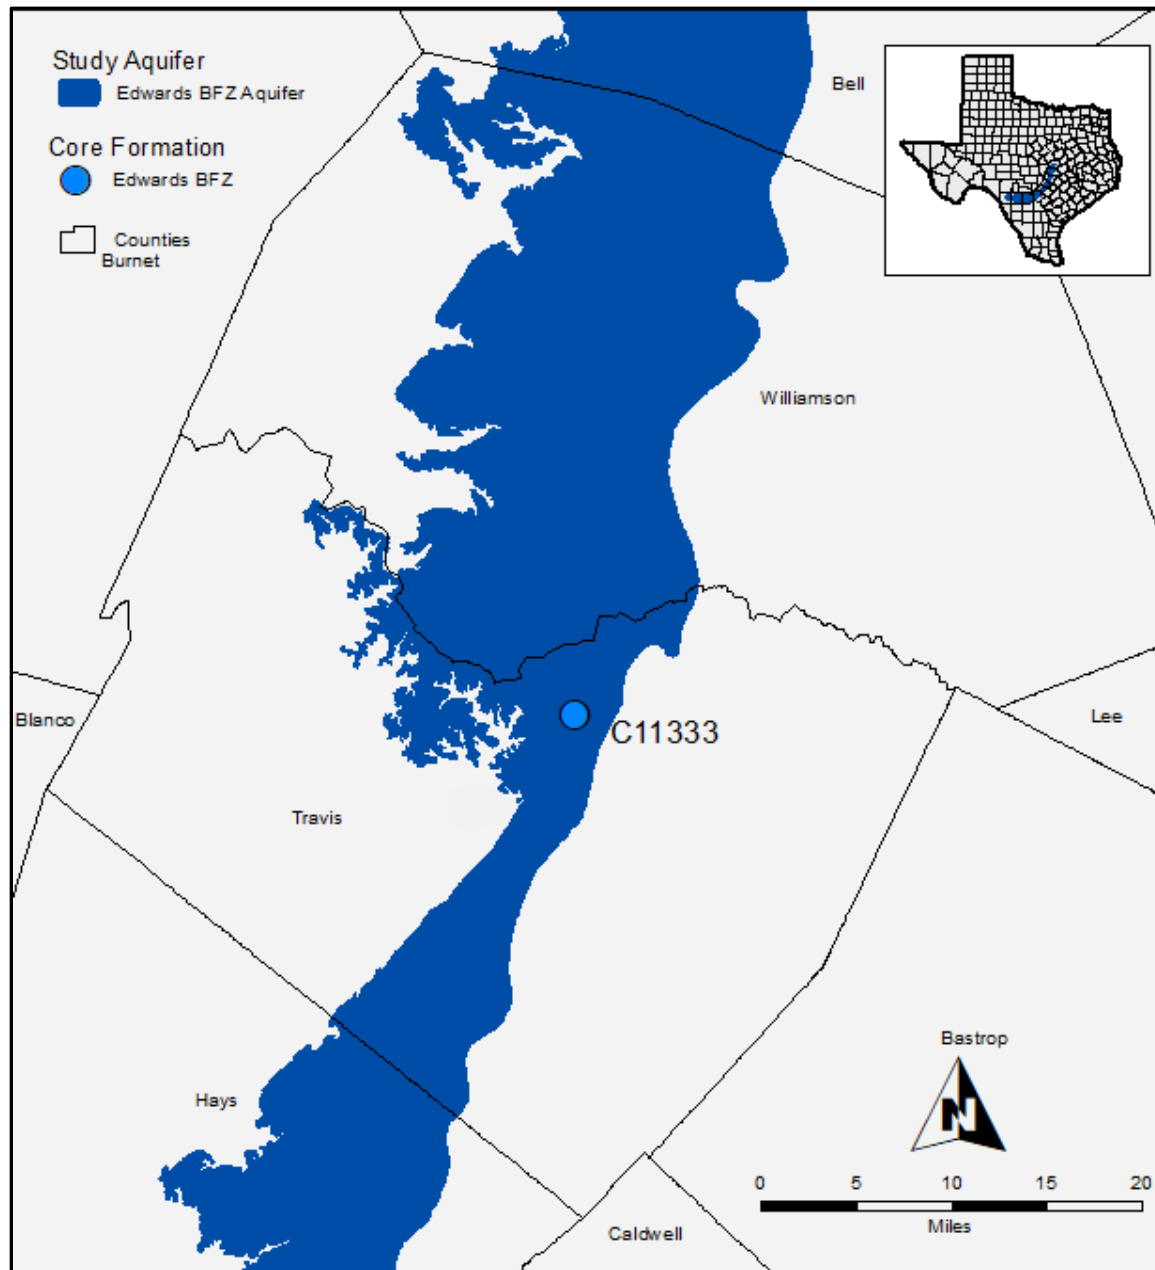 Study Aquifer
Edwards BFZ Aquifer
Core Formation
Edwards BFZ
Counties
Burnet
Bell
Williamson
Blanco
Lee
C11333
Travis
Bastrop
N
Hays
0 5 10 15 20
Miles
Caldwell